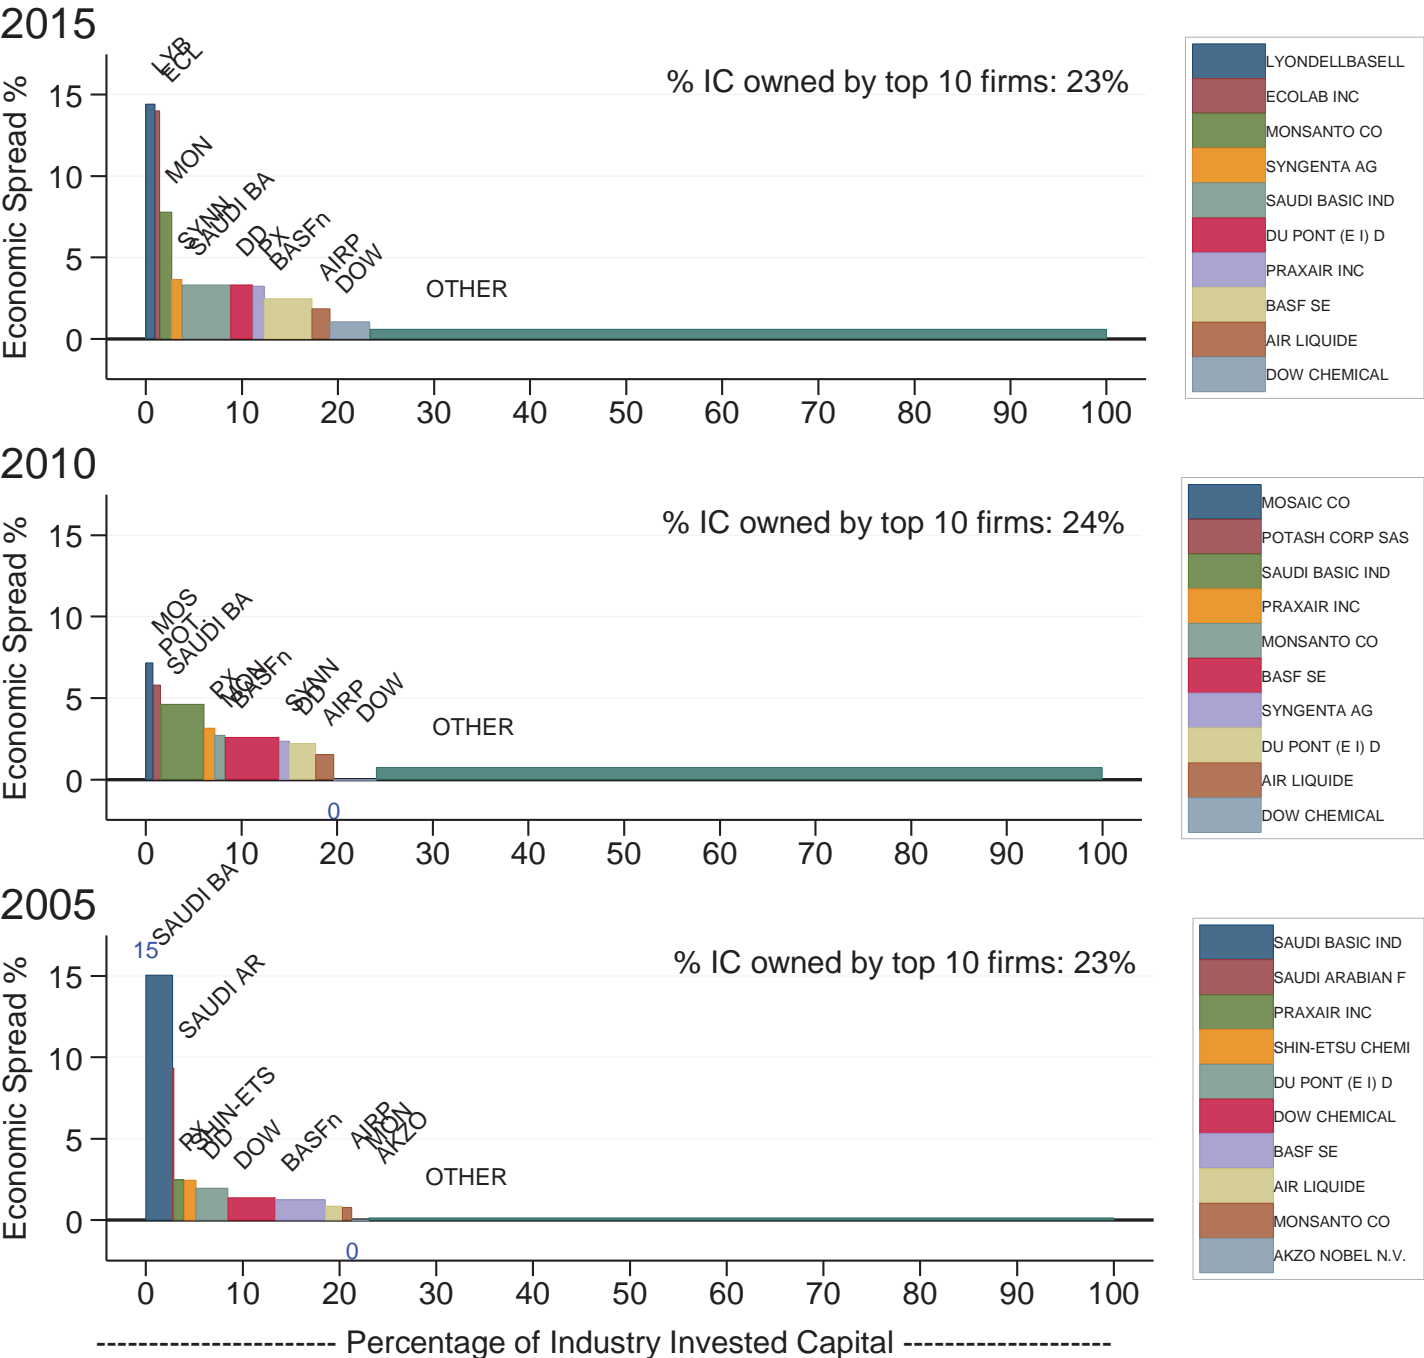 2015
Economic Spread %
15
10
5
0
LYB
ECL
MON
SYNN
SAUDI BA
DD
PX
BASFn
AIRP
DOW
OTHER
% IC owned by top 10 firms: 23%
0 10 20 30 40 50 60 70 80 90 100
LYONDELLBASELL
ECOLAB INC
MONSANTO CO
SYNGENTA AG
SAUDI BASIC IND
DU PONT (E I) D
PRAXAIR INC
BASF SE
AIR LIQUIDE
DOW CHEMICAL
2010
Economic Spread %
15
10
5
0
MOS
POT.
SAUDI BA
PX
MON
BASFn
SYNN
DD
AIRP
DOW
OTHER
0
% IC owned by top 10 firms: 24%
0 10 20 30 40 50 60 70 80 90 100
MOSAIC CO
POTASH CORP SAS
SAUDI BASIC IND
PRAXAIR INC
MONSANTO CO
BASF SE
SYNGENTA AG
DU PONT (E I) D
AIR LIQUIDE
DOW CHEMICAL
2005
Economic Spread %
15
10
5
0
15
SAUDI BA
SAUDI AR
PX
SHIN-ETS
DD
DOW
BASFn
AIRP
MON
AKZO
OTHER
0
% IC owned by top 10 firms: 23%
0 10 20 30 40 50 60 70 80 90 100
SAUDI BASIC IND
SAUDI ARABIAN F
PRAXAIR INC
SHIN-ETSU CHEMI
DU PONT (E I) D
DOW CHEMICAL
BASF SE
AIR LIQUIDE
MONSANTO CO
AKZO NOBEL N.V.
------------------- Percentage of Industry Invested Capital -----------------